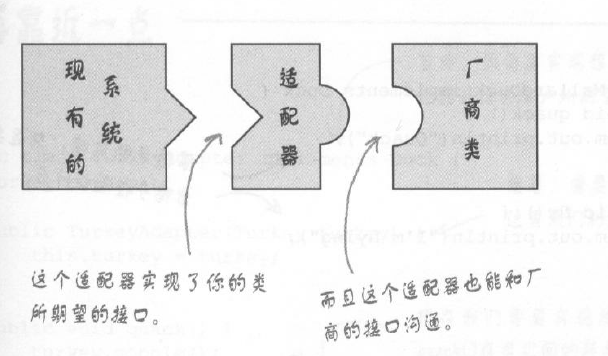 现有的
系统
适配器
厂商类
这个适配器实现了你的类
所期望的接口。
而且这个适配器也能和厂
商的接口沟通。